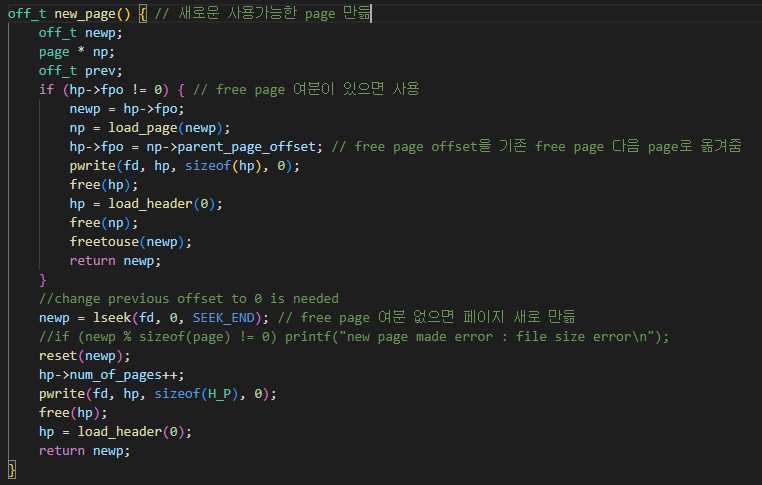 off_t new_page() { // 새로운 사용가능한 page 만듦
    off_t newp;
    page * np;
    off_t prev;
    if (hp->fpo != 0) { // free page 여분이 있으면 사용
        newp = hp->fpo;
        np = load_page(newp);
        hp->fpo = np->parent_page_offset; // free page offset을 기존 free page 다음 page로 옮겨줌
        pwrite(fd, hp, sizeof(hp), 0);
        free(hp);
        hp = load_header(0);
        free(np);
        freetouse(newp);
        return newp;
    }
    //change previous offset to 0 is needed
    newp = lseek(fd, 0, SEEK_END); // free page 여분 없으면 페이지 새로 만듦
    //if (newp % sizeof(page) != 0) printf("new page made error : file size error\n");
    reset(newp);
    hp->num_of_pages++;
    pwrite(fd, hp, sizeof(H_P), 0);
    free(hp);
    hp = load_header(0);
    return newp;
}